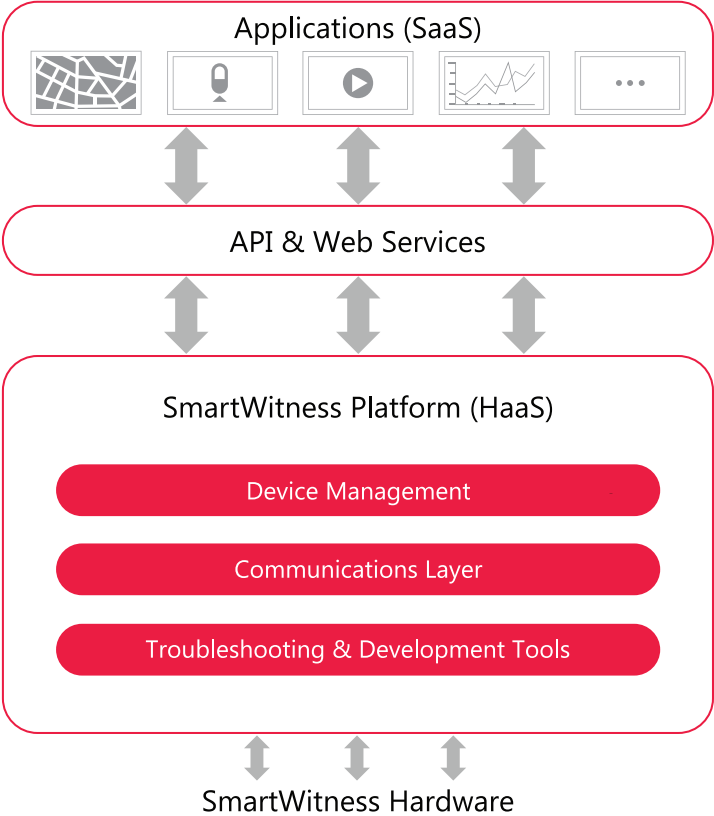 Applications (SaaS)
API & Web Services
SmartWitness Platform (HaaS)
Device Management
Communications Layer
Troubleshooting & Development Tools
SmartWitness Hardware